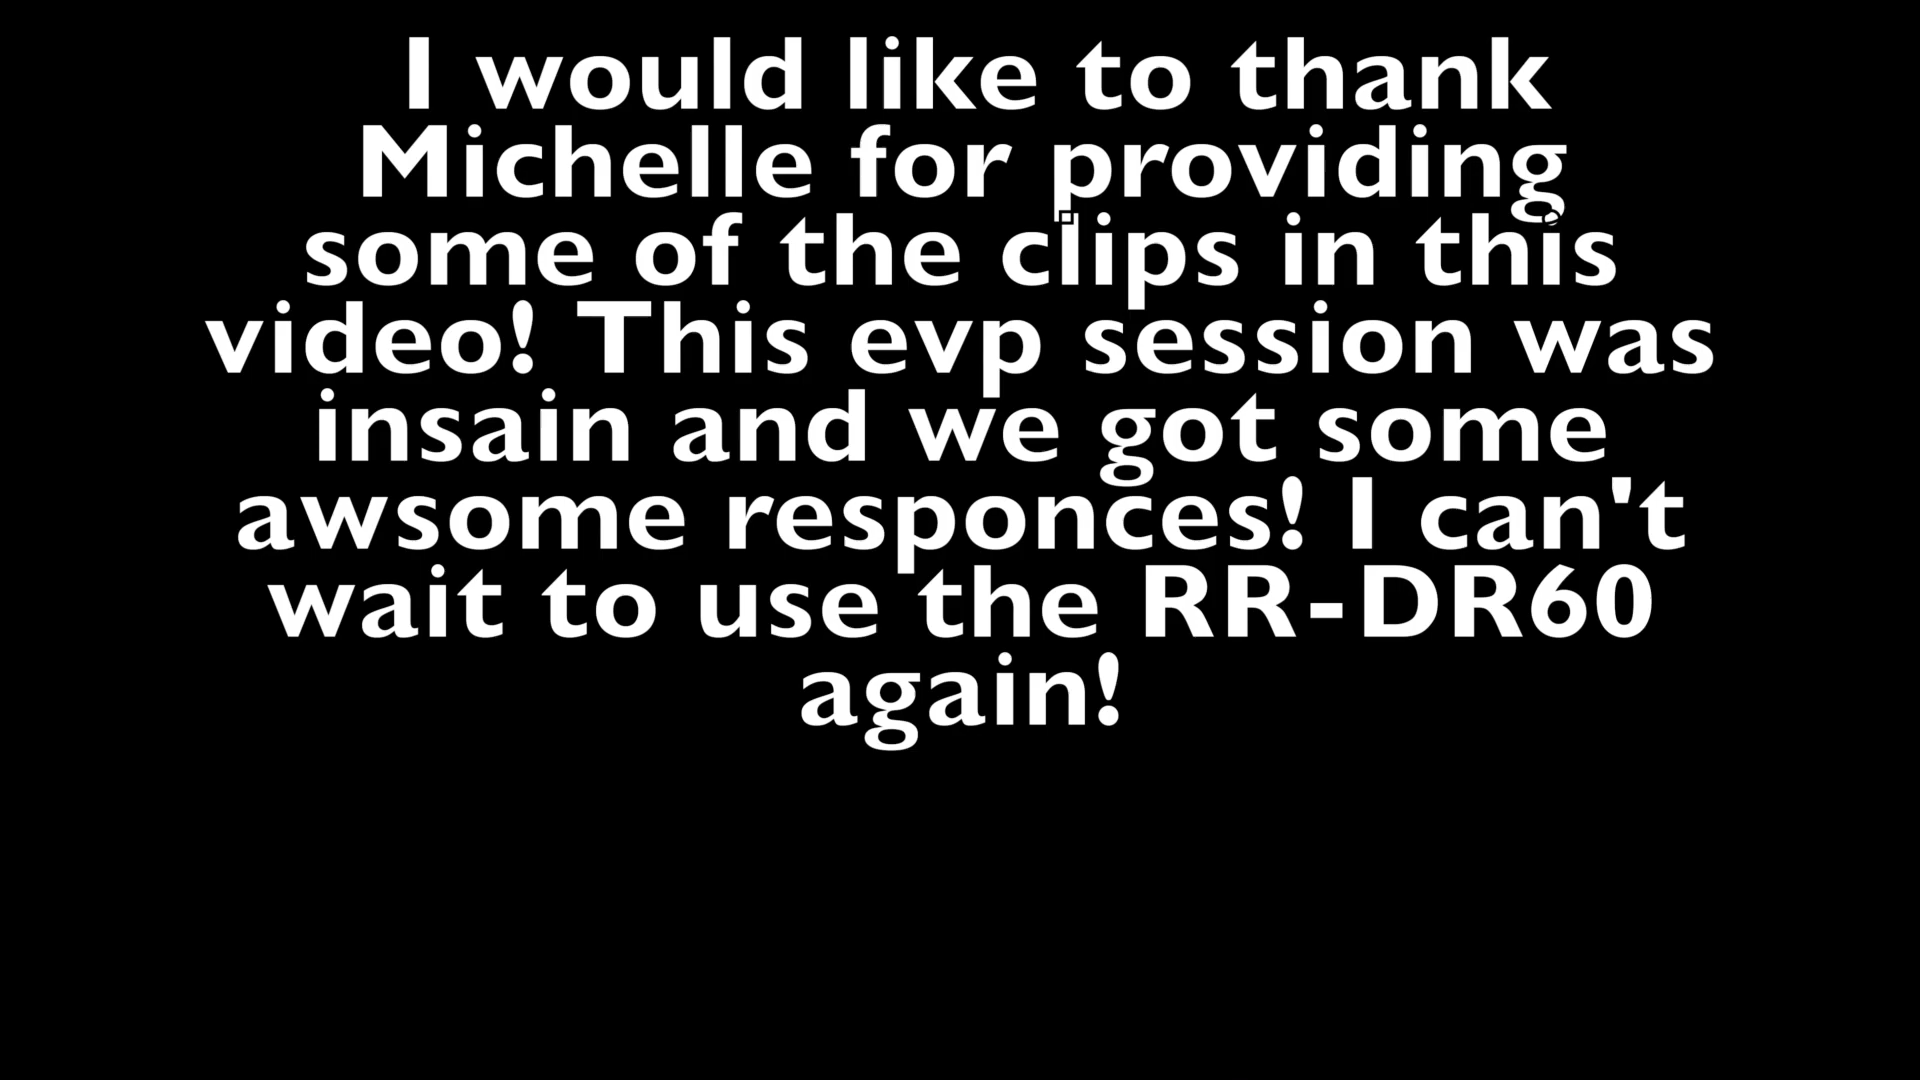 I would like to thank
Michelle for providing
some of the clips in this
video! This evp session was
insain and we got some
awsome responces! I can't
wait to use the RR-DR60
again!